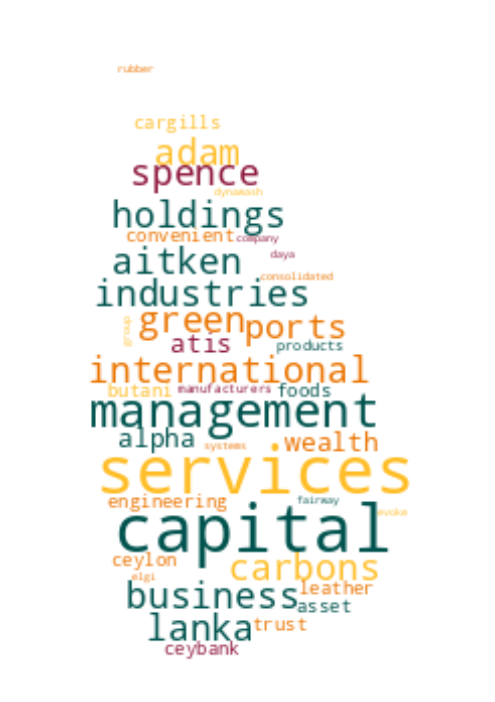 rubber
cargills
adam
spence
dynawash
holdings
convenient company
aitken daya
consolidated
industries
group green ports
atis products
international
butani manufacturers foods
management
alpha systems wealth
services
engineering fairway
evoke
capital
ceylon carbons
elgi
business leather
asset
lanka trust
ceybank